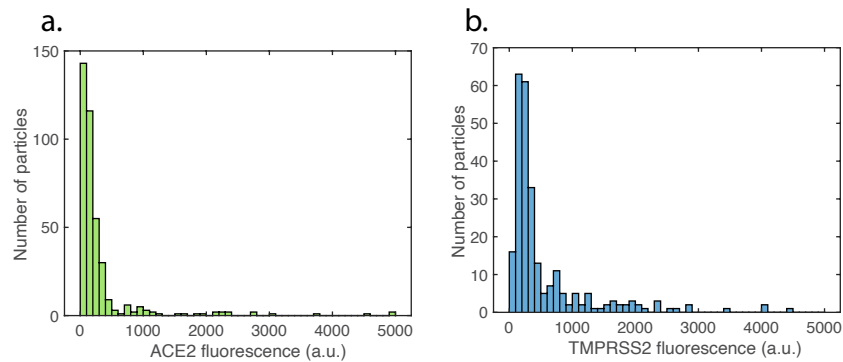 a.
150
100
50
0
Number of particles
0 1000 2000 3000 4000 5000
ACE2 fluorescence (a.u.)
b.
70
60
50
40
30
20
10
0
Number of particles
0 1000 2000 3000 4000 5000
TMPRSS2 fluorescence (a.u.)